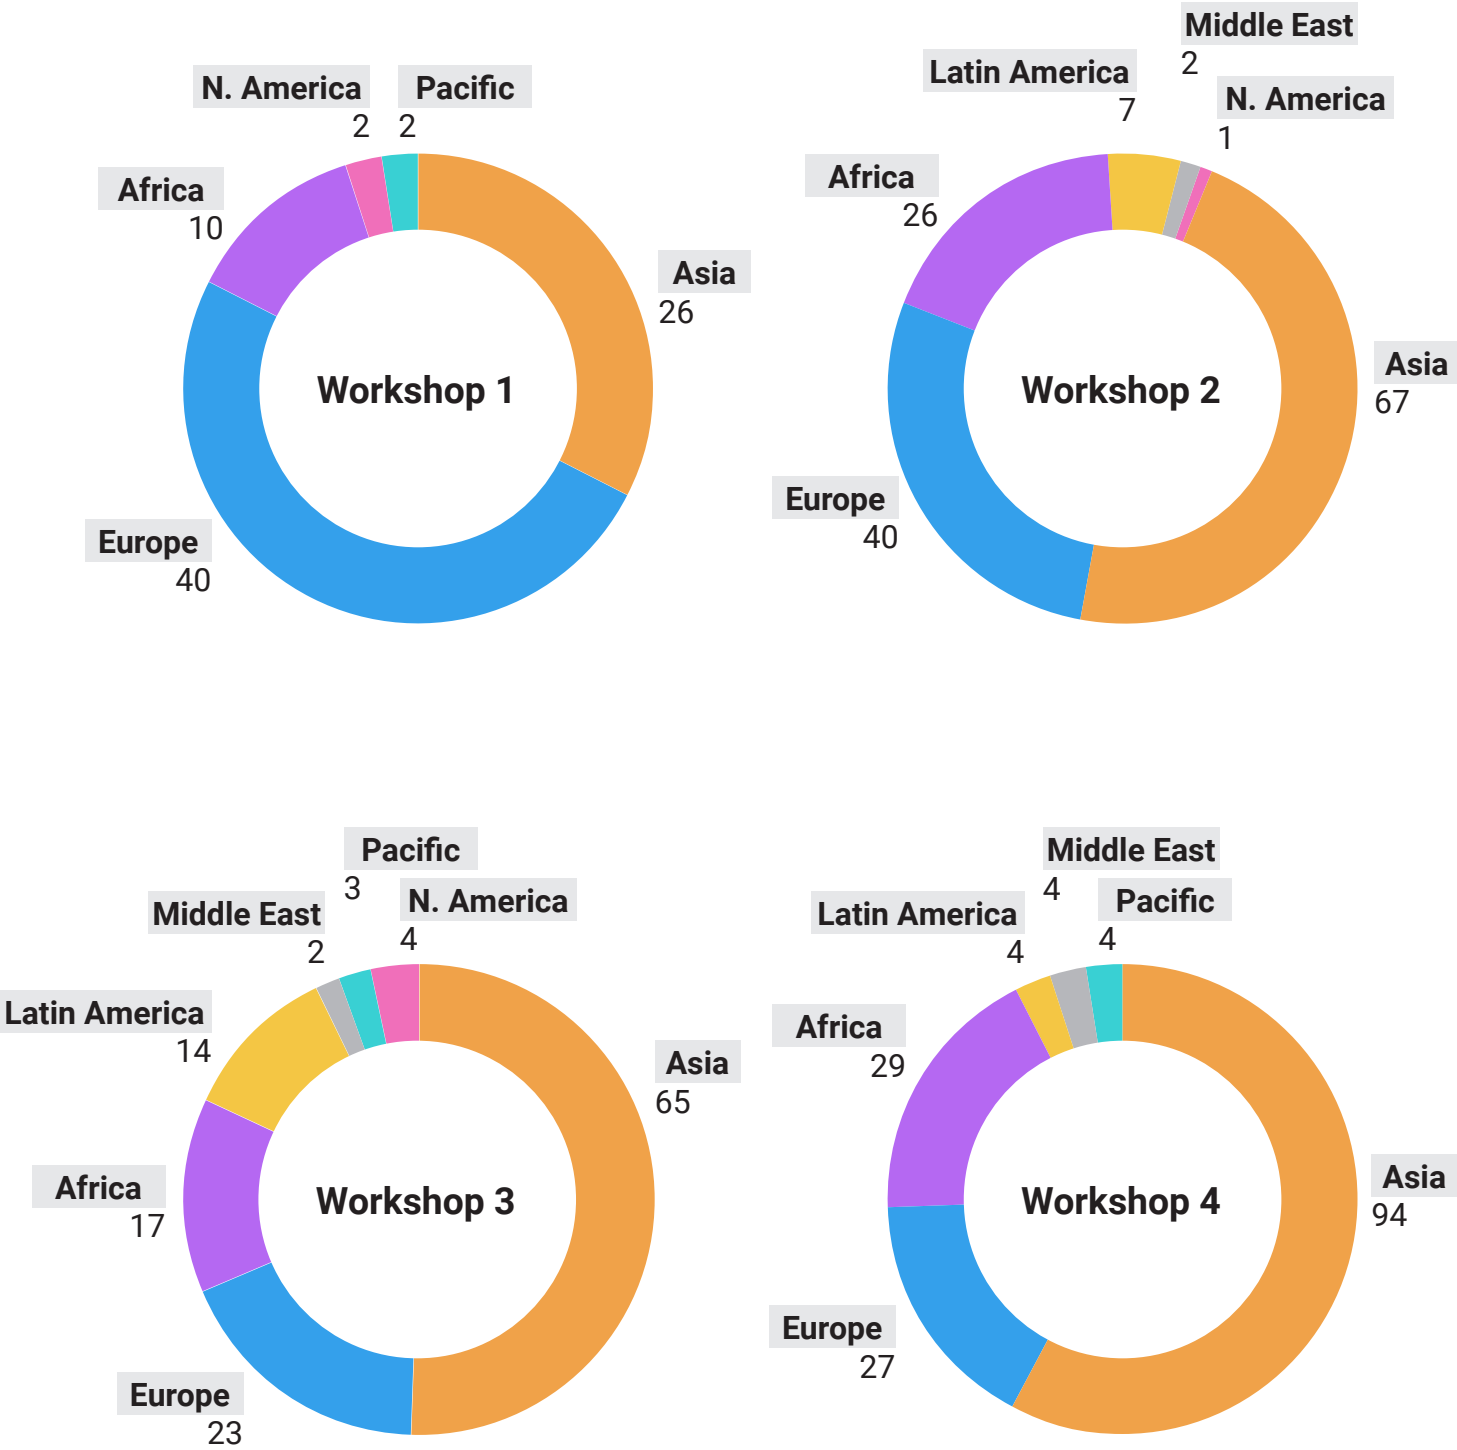 N. America
2
Pacific
2
Africa
10
Asia
26
Workshop 1
Europe
40
Middle East
2
Latin America
7
N. America
1
Africa
26
Asia
67
Workshop 2
Europe
40
Pacific
3
N. America
4
Middle East
2
Latin America
14
Asia
65
Africa
17
Workshop 3
Europe
23
Middle East
4
Pacific
4
Latin America
4
Africa
29
Asia
94
Workshop 4
Europe
27